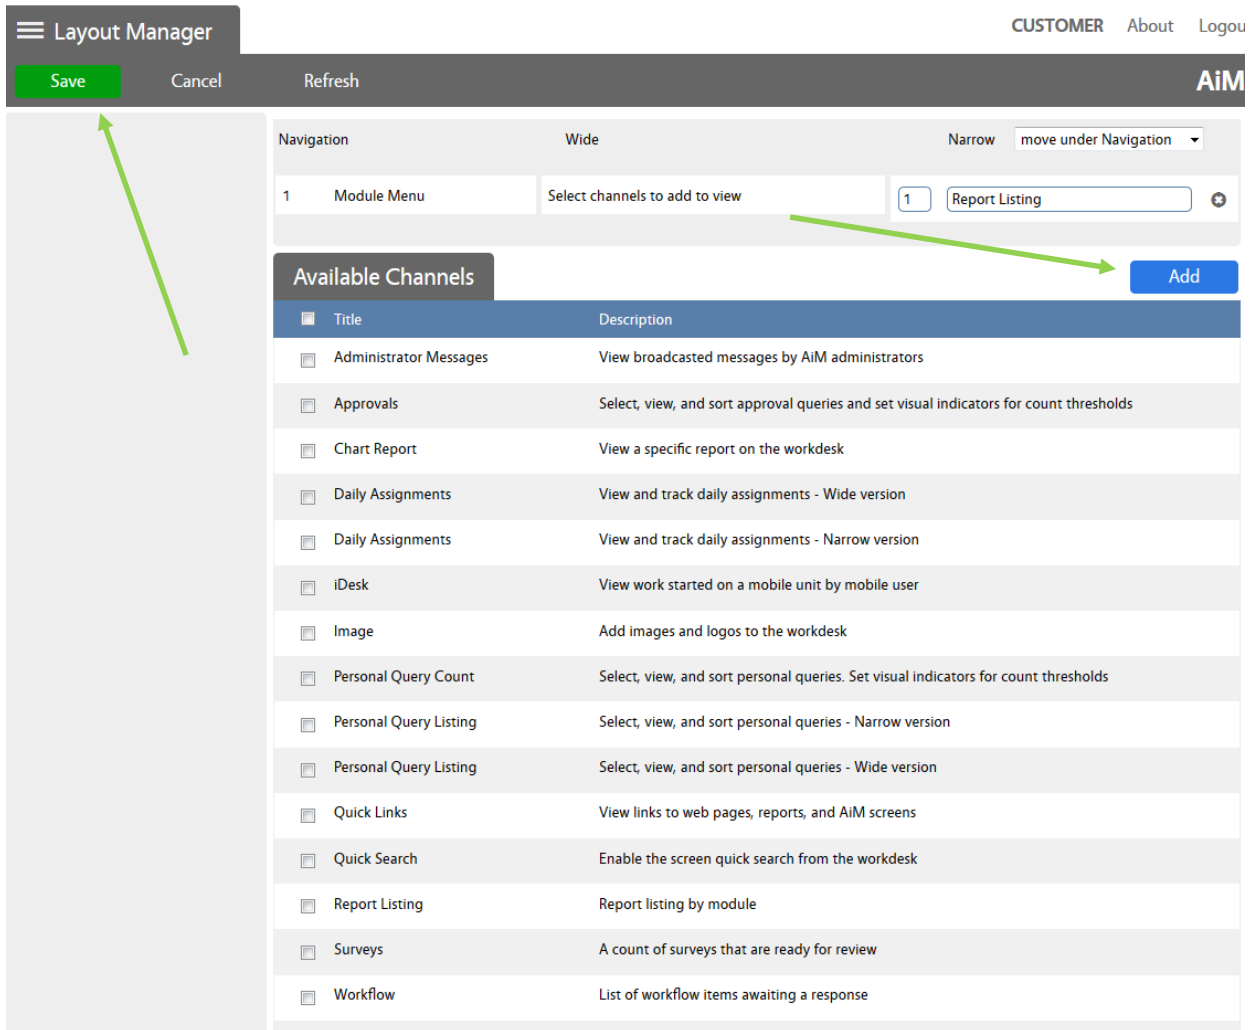 Layout Manager CUSTOMER About Logou
Save Cancel Refresh AiM
Navigation Wide Narrow move under Navigation
1 Module Menu Select channels to add to view 1 Report Listing
Available Channels Add
Title Description
Administrator Messages View broadcasted messages by AiM administrators
Approvals Select, view, and sort approval queries and set visual indicators for count thresholds
Chart Report View a specific report on the workdesk
Daily Assignments View and track daily assignments - Wide version
Daily Assignments View and track daily assignments - Narrow version
iDesk View work started on a mobile unit by mobile user
Image Add images and logos to the workdesk
Personal Query Count Select, view, and sort personal queries. Set visual indicators for count thresholds
Personal Query Listing Select, view, and sort personal queries - Narrow version
Personal Query Listing Select, view, and sort personal queries - Wide version
Quick Links View links to web pages, reports, and AiM screens
Quick Search Enable the screen quick search from the workdesk
Report Listing Report listing by module
Surveys A count of surveys that are ready for review
Workflow List of workflow items awaiting a response